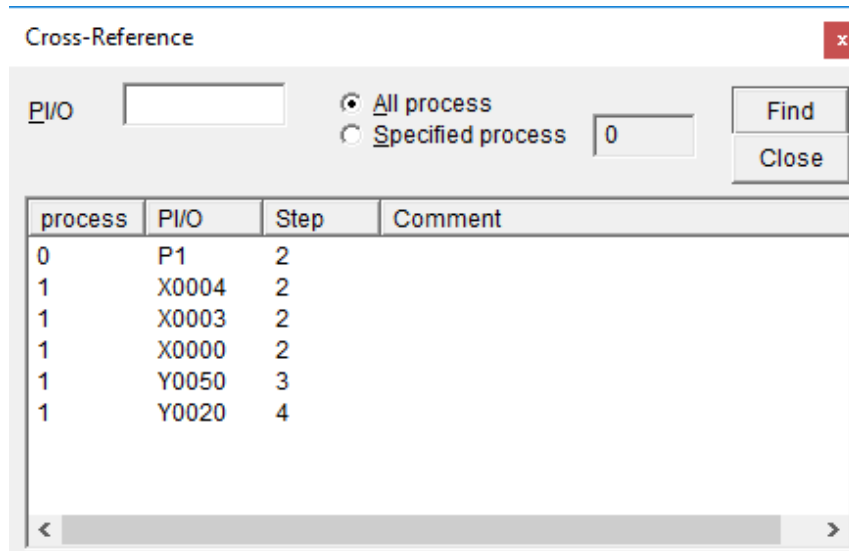 Cross-Reference
x
PI/O
All process
Specified process 0
Find
Close
process PI/O Step Comment
0 P1 2
1 X0004 2
1 X0003 2
1 X0000 2
1 Y0050 3
1 Y0020 4